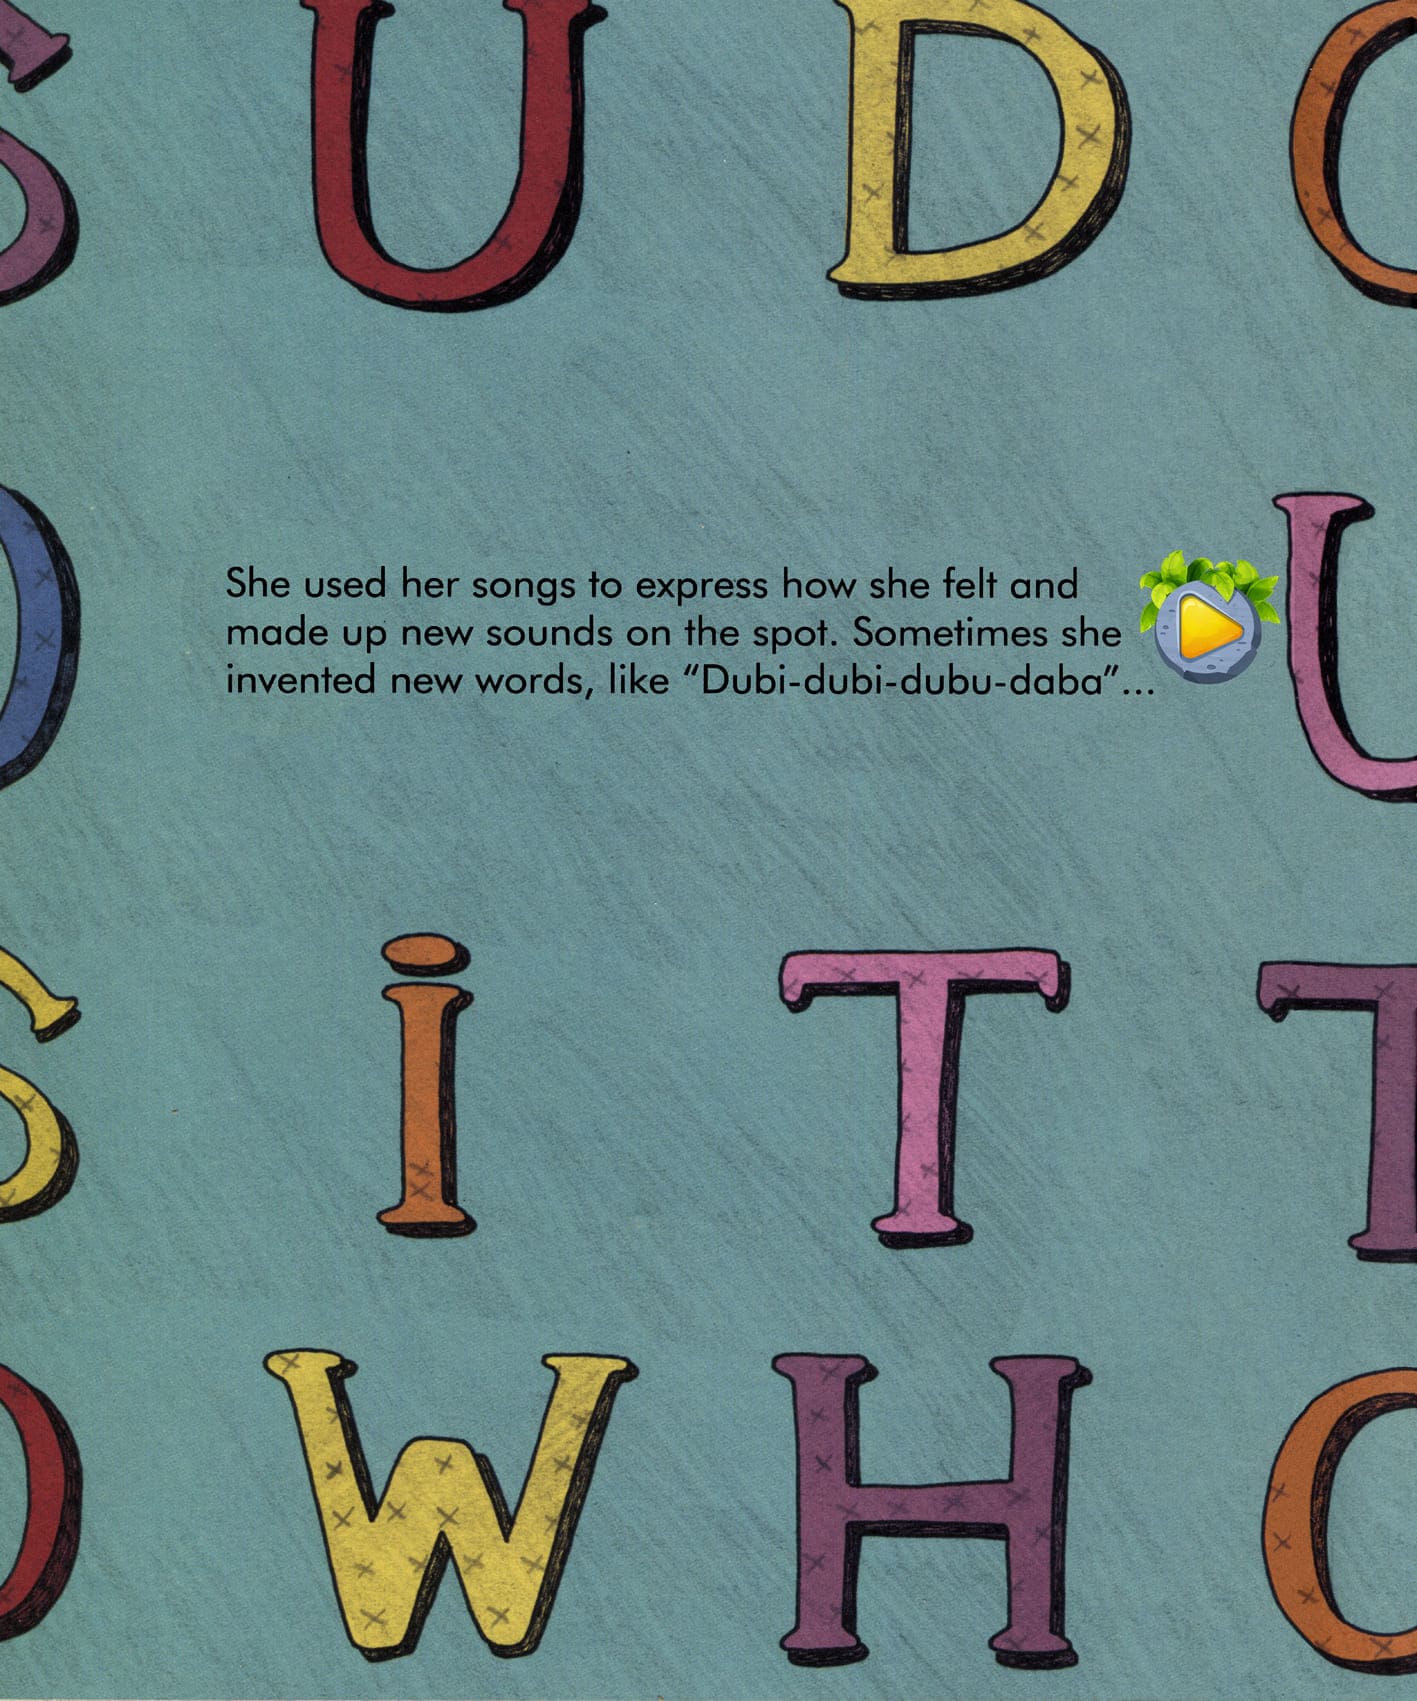 S U D
She used her songs to express how she felt and
made up new sounds on the spot. Sometimes she
invented new words, like “Dubi-dubi-dubu-daba”...
U
S i T T
W H